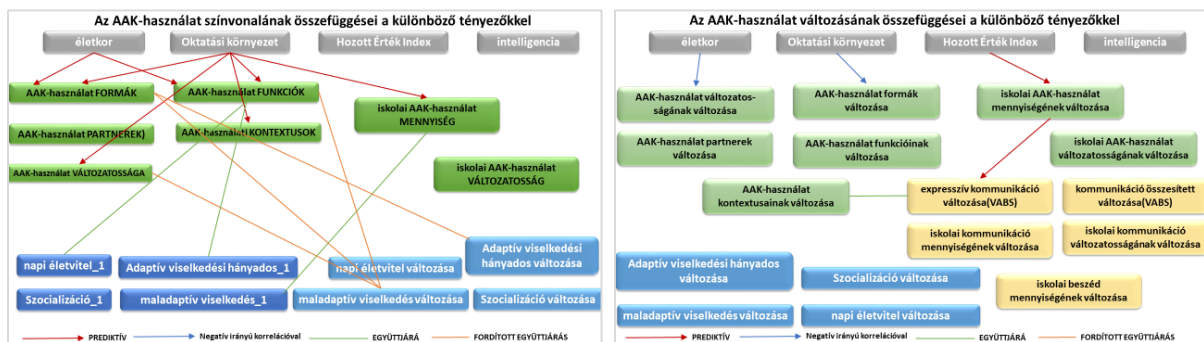 Az AAK-használat színvonalának összefüggései a különböző tényezőkkel
életkor
Oktatási környezet
Hozott Érték Index
intelligencia
AAK-használat FORMÁK
AAK-használat FUNKCIÓK
iskolai AAK-használat
MENNYISÉG
AAK-használat PARTNEREK)
AAK-használati KONTEXTUSOK
AAK-használat VÁLTOZATOSSÁGA
iskolai AAK-használat
VÁLTOZATOSSÁG
napi életvitel_1
Adaptív viselkedési hányados_1
napi életvitel változása
Adaptív viselkedési
hányados változása
Szocializáció_1
maladaptív viselkedés_1
maladaptív viselkedés változása
Szocializáció változása
PREDIKTÍV
Negatív irányú korrelációval
EGYÜTTJÁRÁ
FORDÍTOTT EGYÜTTJÁRÁS
Az AAK-használat változásának összefüggései a különböző tényezőkkel
életkor
Oktatási környezet
Hozott Érték Index
intelligencia
AAK-használat változatos-
ságának változása
AAK-használat formák
változása
iskolai AAK-használat
mennyiségének változása
AAK-használat partnerek
változása
AAK-használat funkcióinak
változása
iskolai AAK-használat
változatosságának változása
AAK-használat
kontextusainak változása
expresszív kommunikáció
változása(VABS)
kommunikáció összesített
változása(VABS)
iskolai kommunikáció
mennyiségének változása
iskolai kommunikáció
változatosságának változása
Adaptív viselkedési hányados
változása
Szocializáció változása
iskolai beszéd
mennyiségének változása
maladaptív viselkedés változása
napi életvitel változása
PREDIKTÍV
Negatív irányú korrelációval
EGYÜTTJÁRÁ
FORDÍTOTT EGYÜTTJÁRÁS